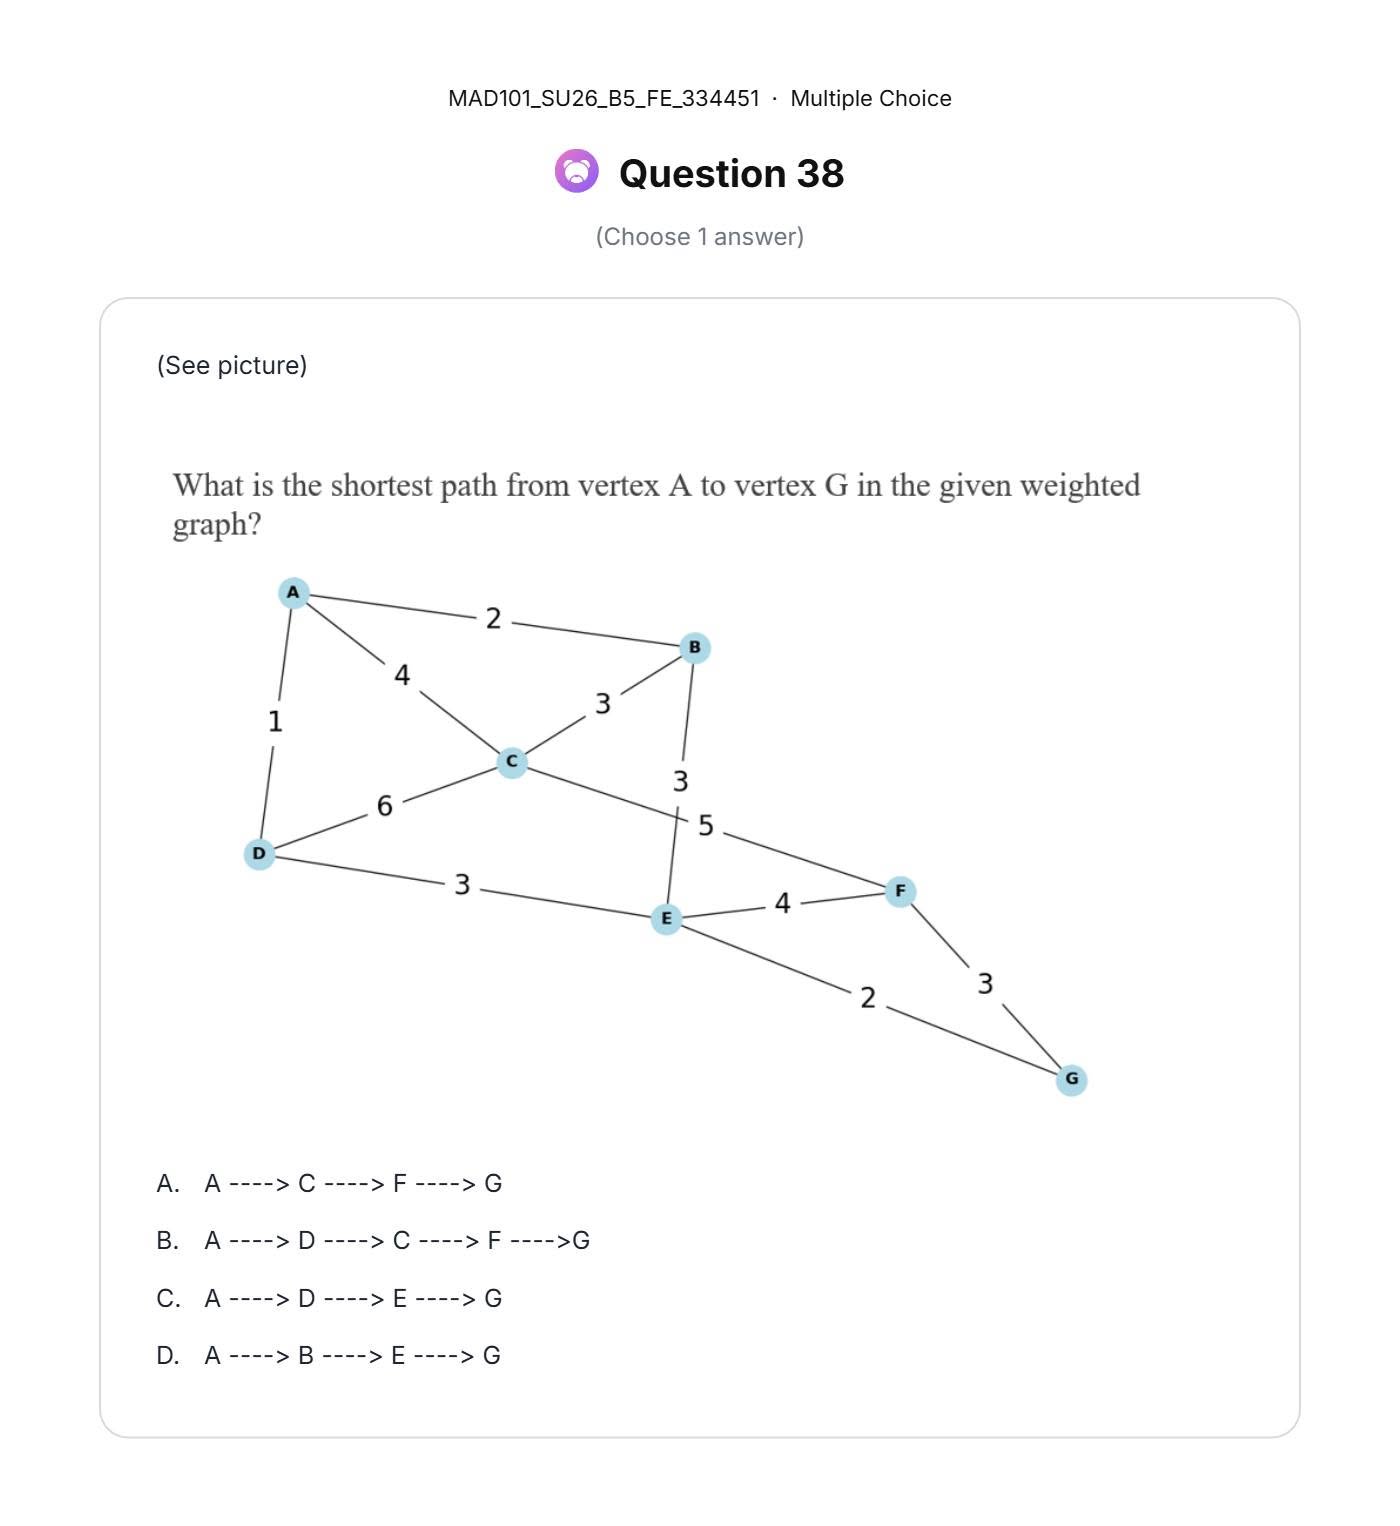 MAD101_SU26_B5_FE_334451 · Multiple Choice
Question 38
(Choose 1 answer)
(See picture)
What is the shortest path from vertex A to vertex G in the given weighted
graph?
A
2
B
4
3
1
C
3
6
5
D
3
F
E
4
3
2
G
A. A ----> C ----> F ----> G
B. A ----> D ----> C ----> F ---->G
C. A ----> D ----> E ----> G
D. A ----> B ----> E ----> G